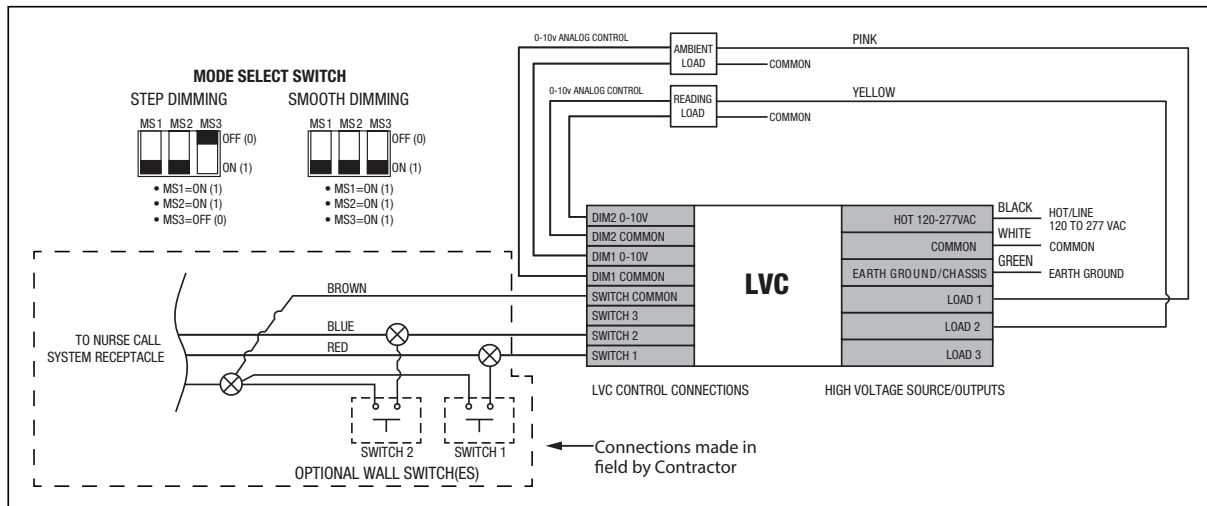 MODE SELECT SWITCH
STEP DIMMING
MS1 MS2 MS3
OFF (0)
ON (1)
• MS1=ON (1)
• MS2=ON (1)
• MS3=OFF (0)
SMOOTH DIMMING
MS1 MS2 MS3
OFF (0)
ON (1)
• MS1=ON (1)
• MS2=ON (1)
• MS3=ON (1)
0-10v ANALOG CONTROL
AMBIENT
LOAD
PINK
COMMON
0-10v ANALOG CONTROL
READING
LOAD
YELLOW
COMMON
DIM2 0-10V
DIM2 COMMON
DIM1 0-10V
DIM1 COMMON
SWITCH COMMON
SWITCH 3
SWITCH 2
SWITCH 1
LVC
HOT 120-277VAC
COMMON
EARTH GROUND/CHASSIS
LOAD 1
LOAD 2
LOAD 3
BLACK
HOT/LINE
120 TO 277 VAC
WHITE
COMMON
GREEN
EARTH GROUND
LVC CONTROL CONNECTIONS
HIGH VOLTAGE SOURCE/OUTPUTS
BROWN
BLUE
RED
TO NURSE CALL
SYSTEM RECEPTACLE
SWITCH 2
SWITCH 1
OPTIONAL WALL SWITCH(ES)
Connections made in
field by Contractor